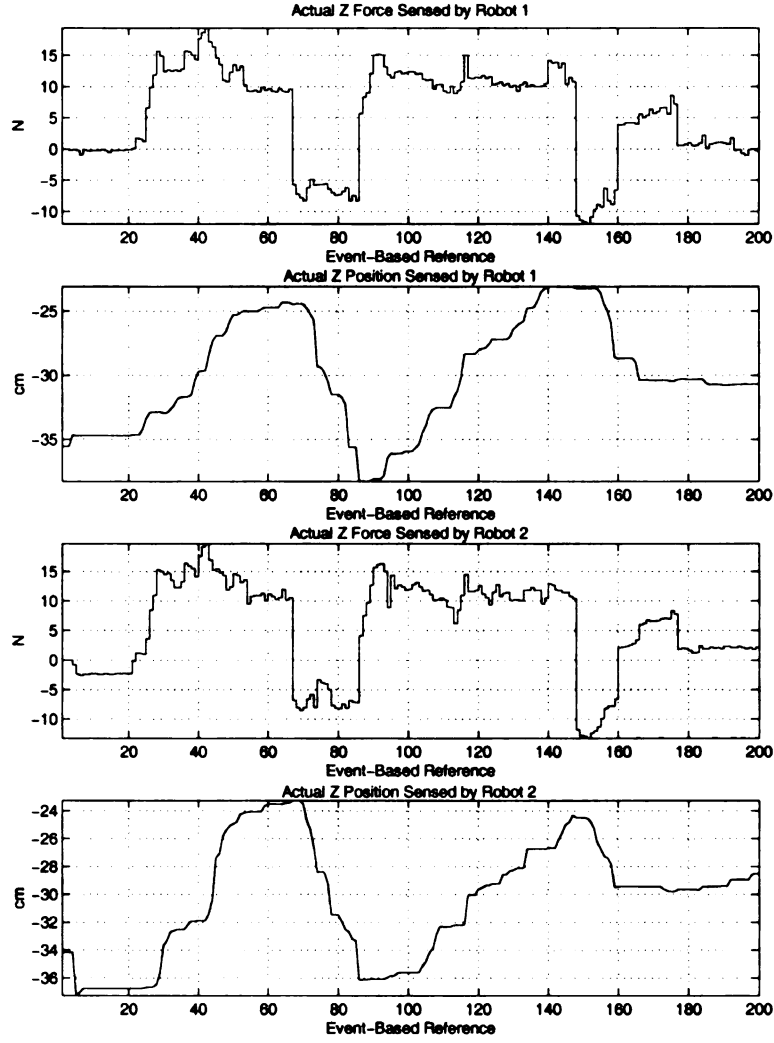 Actual Z Force Sensed by Robot 1
15
10
5
0
−5
−10
N
20 40 60 80 100 120 140 160 180 200
Event−Based Reference
Actual Z Position Sensed by Robot 1
−25
−30
−35
cm
20 40 60 80 100 120 140 160 180 200
Event−Based Reference
Actual Z Force Sensed by Robot 2
15
10
5
0
−5
−10
N
20 40 60 80 100 120 140 160 180 200
Event−Based Reference
Actual Z Position Sensed by Robot 2
−24
−26
−28
−30
−32
−34
−36
cm
20 40 60 80 100 120 140 160 180 200
Event−Based Reference